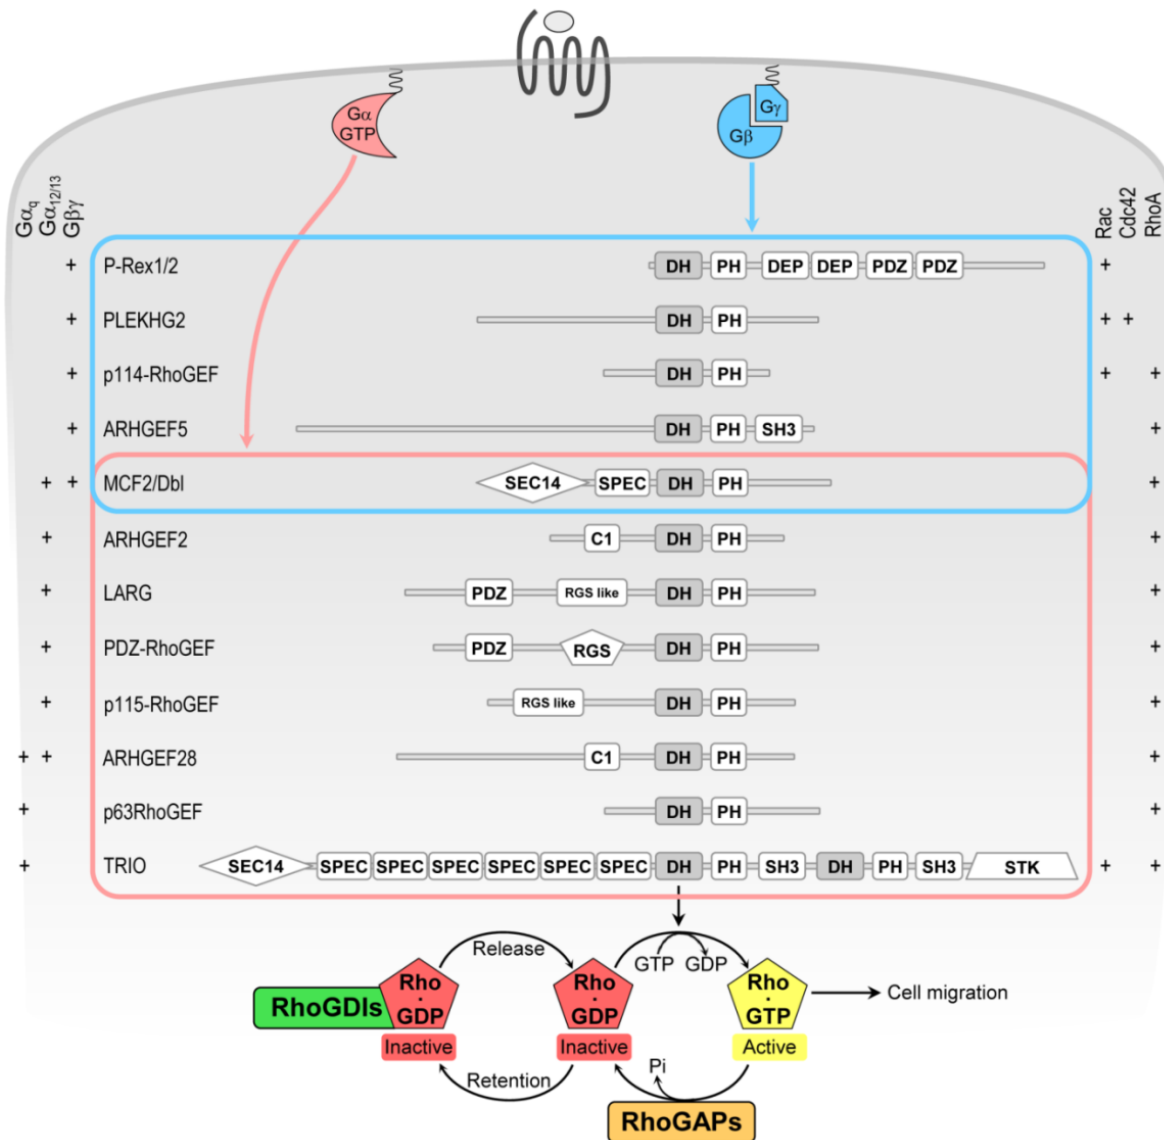 Gα
GTP
Gβ
Gγ
Gαq
Gα12/13
Gβγ
Rac
Cdc42
RhoA
+ P-Rex1/2 DH PH DEP DEP PDZ PDZ +
+ PLEKHG2 DH PH + +
+ p114-RhoGEF DH PH + +
+ ARHGEF5 DH PH SH3 +
+ + MCF2/Dbl SEC14 SPEC DH PH +
+ ARHGEF2 C1 DH PH +
+ LARG PDZ RGS like DH PH +
+ PDZ-RhoGEF PDZ RGS DH PH +
+ p115-RhoGEF RGS like DH PH +
+ + ARHGEF28 C1 DH PH +
+ p63RhoGEF DH PH +
+ TRIO SEC14 SPEC SPEC SPEC SPEC SPEC SPEC DH PH SH3 DH PH SH3 STK + +
Release
GTP GDP
RhoGDIs
Rho
·
GDP
Inactive
Rho
·
GDP
Inactive
Rho
·
GTP
Active
Cell migration
Retention
Pi
RhoGAPs